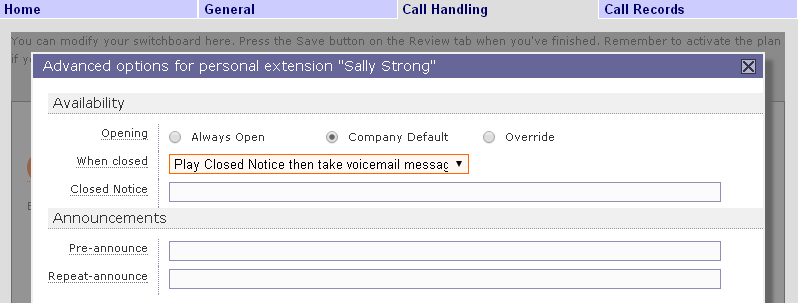 Home General Call Handling Call Records
You can modify your switchboard here. Press the Save button on the Review tab when you've finished. Remember to activate the plan
if y
Advanced options for personal extension "Sally Strong"
Availability
Opening Always Open Company Default Override
When closed Play Closed Notice then take voicemail messag
Closed Notice
Announcements
Pre-announce
Repeat-announce